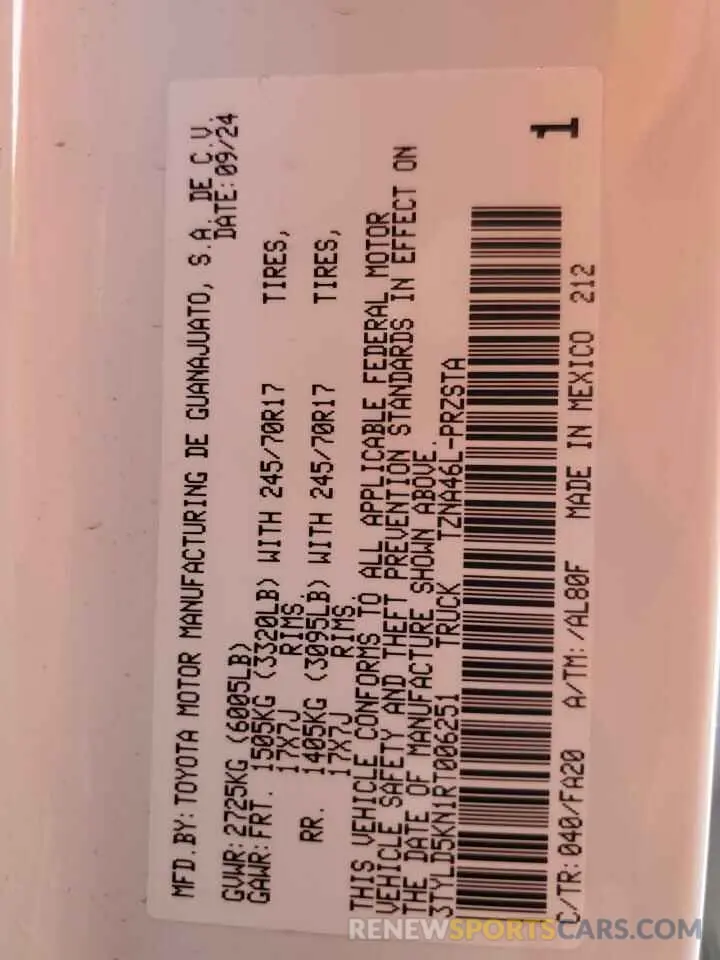 MFD.BY:TOYOTA MOTOR MANUFACTURING DE GUANAJUATO, S.A. DE C.V.
DATE:09/24
GVWR:2725KG (6005LB)
GAWR:FRT. 1505KG (3320LB) WITH 245/70R17 TIRES,
17X7J RIMS.
RR. 1405KG (3095LB) WITH 245/70R17 TIRES,
17X7J RIMS.
THIS VEHICLE CONFORMS TO ALL APPLICABLE FEDERAL MOTOR
VEHICLE SAFETY AND THEFT PREVENTION STANDARDS IN EFFECT ON
THE DATE OF MANUFACTURE SHOWN ABOVE.
3TYLD5KN1RT006251 TRUCK TZNA46L-PRZSTA
C/TR:040/FA20 A/TM:/AL80F MADE IN MEXICO 212
1
RENEWSPORTSCARS.COM